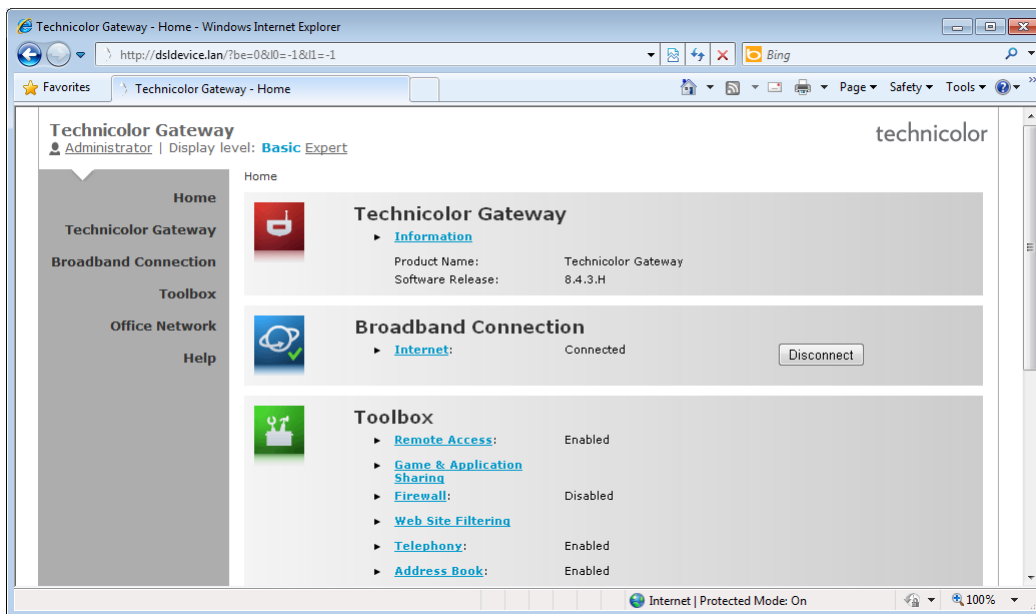 Technicolor Gateway - Home - Windows Internet Explorer
http://dsldevice.lan/?be=0&l0=-1&l1=-1
Bing
Favorites
Technicolor Gateway - Home
Page
Safety
Tools
Technicolor Gateway
technicolor
Administrator | Display level: Basic Expert
Home
Home
Technicolor Gateway
Broadband Connection
Toolbox
Office Network
Help
Technicolor Gateway
Information
Product Name: Technicolor Gateway
Software Release: 8.4.3.H
Broadband Connection
Internet: Connected
Disconnect
Toolbox
Remote Access: Enabled
Game & Application
Sharing
Firewall: Disabled
Web Site Filtering
Telephony: Enabled
Address Book: Enabled
Internet | Protected Mode: On
100%